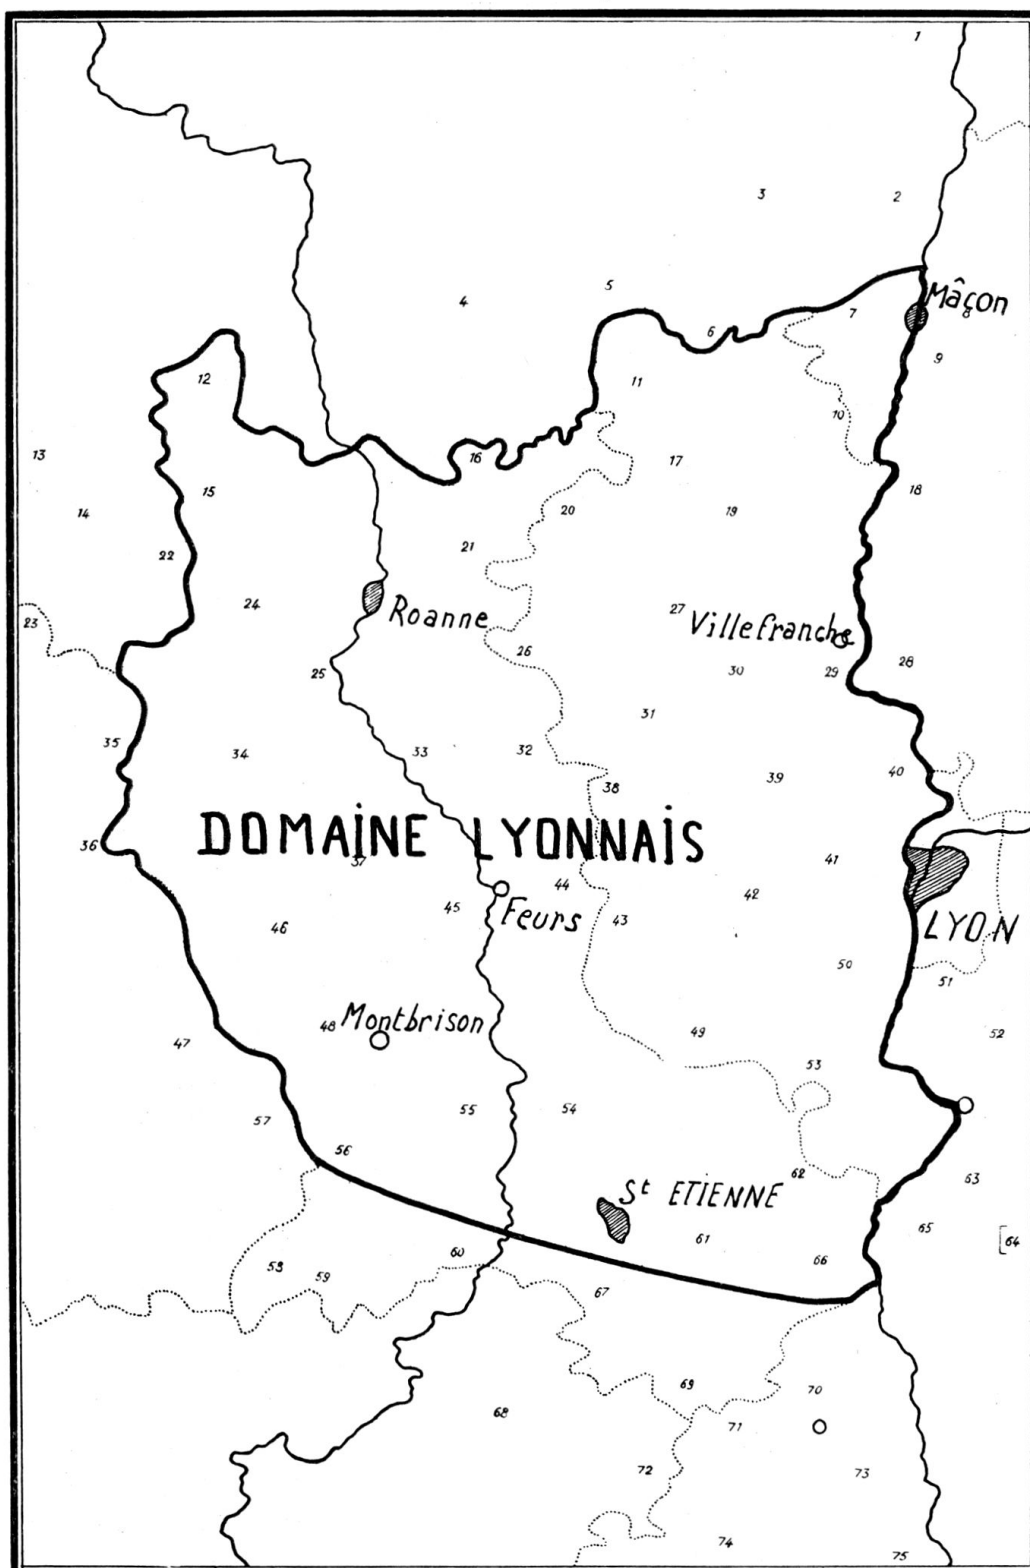 1
3 2
5
4
Mâçon
7 8
6
9
12 11
10
13 16 17
15 18
14 20 19
21
22
24
23 27
Roanne Villefranche
26 28
25 30 29
31
35 34 33 32
38 39 40
DOMAINE LYONNAIS
36 37 41
44 42
45 Feurs 43
46 LYON
50 51
48 Montbrison 49 52
47
53
55 54
57
56
62 63
St ETIENNE
65
61 [64
60 66
58 59
67
69 70
68 71
72 73
74
75